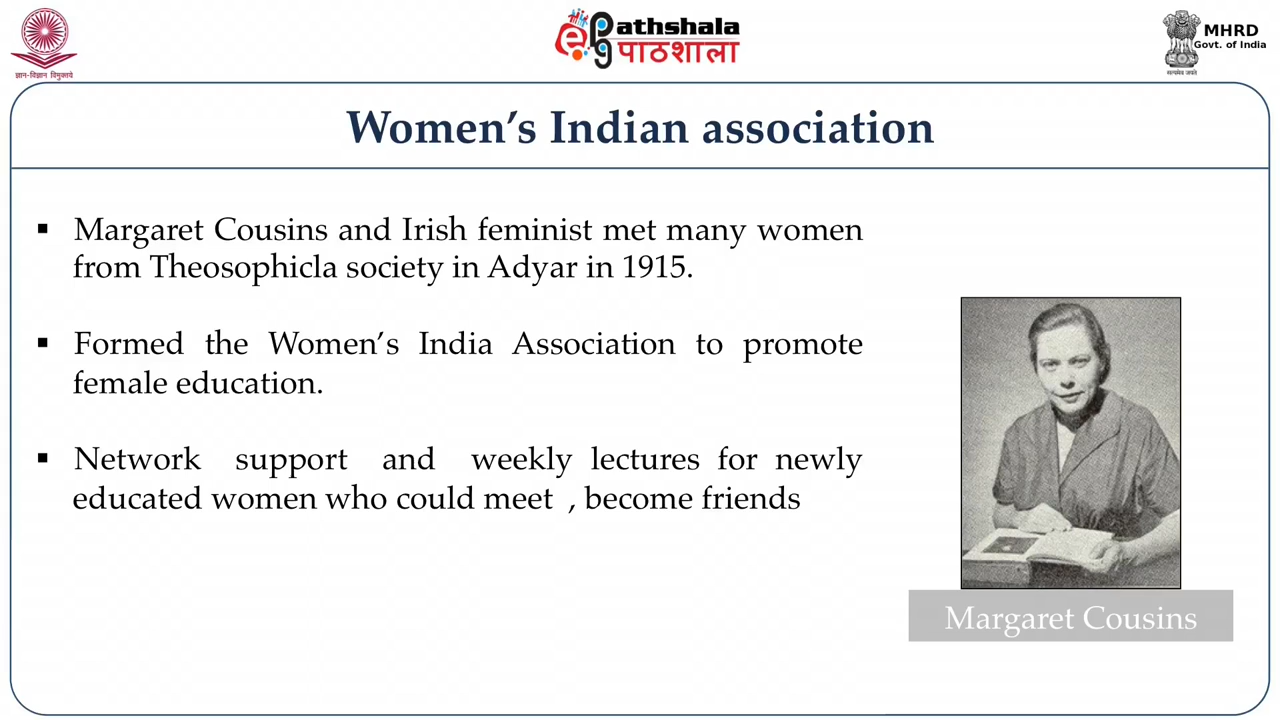 ज्ञान-विज्ञान विमुक्तये
ePG Pathshala
पाठशाला
MHRD
Govt. of India
सत्यमेव जयते
Women’s Indian association
▪ Margaret Cousins and Irish feminist met many women
from Theosophicla society in Adyar in 1915.
▪ Formed the Women’s India Association to promote
female education.
▪ Network support and weekly lectures for newly
educated women who could meet , become friends
Margaret Cousins